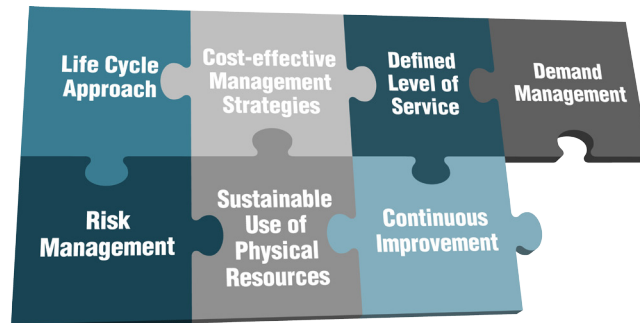 Life Cycle
Approach
Cost-effective
Management
Strategies
Defined
Level of
Service
Demand
Management
Risk
Management
Sustainable
Use of
Physical
Resources
Continuous
Improvement